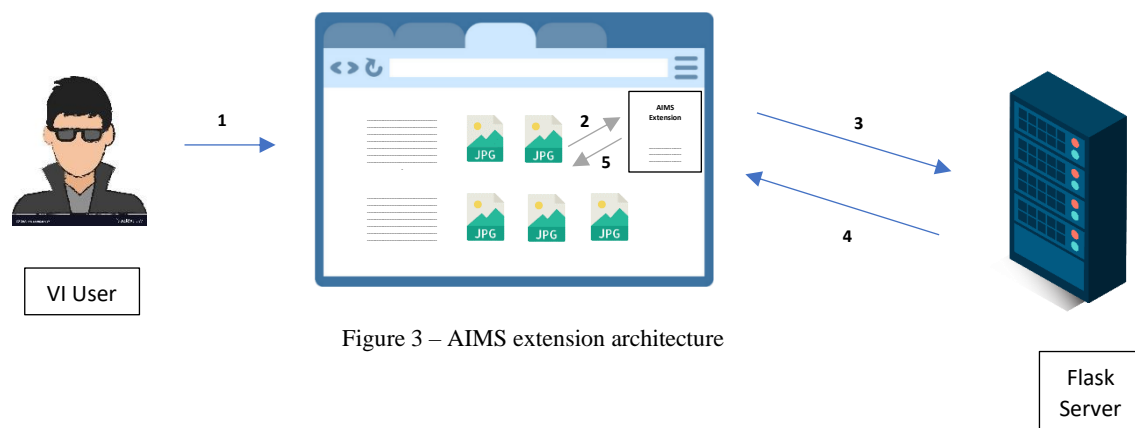 1
AIMS
Extension
2
5
3
4
JPG
JPG
JPG
JPG
JPG
VI User
Flask
Server
Figure 3 – AIMS extension architecture